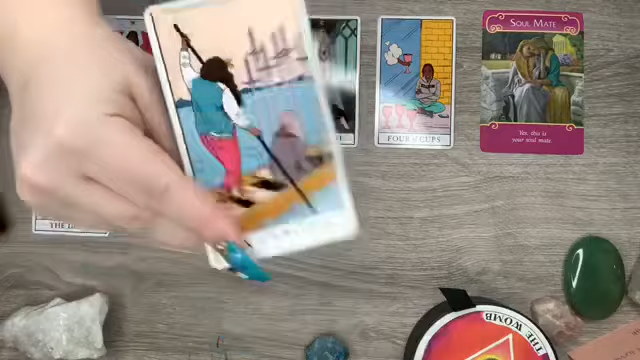 SOUL MATE
FOUR of CUPS
Yes, this is
your soul mate.
THE WOMB